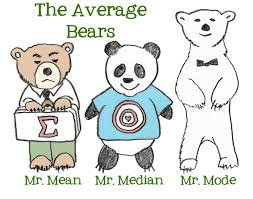 The Average
Bears
Σ
Mr. Mean Mr. Median Mr. Mode